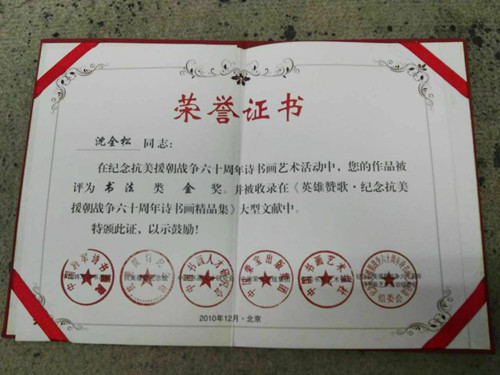 荣誉证书
沈全松 同志：
在纪念抗美援朝战争六十周年诗书画艺术活动中，您的作品被
评为 书法 类 金 奖。并被收录在《英雄赞歌·纪念抗美
援朝战争六十周年诗书画精品集》大型文献中。
特颁此证，以示鼓励！
组委会
2010年12月·北京